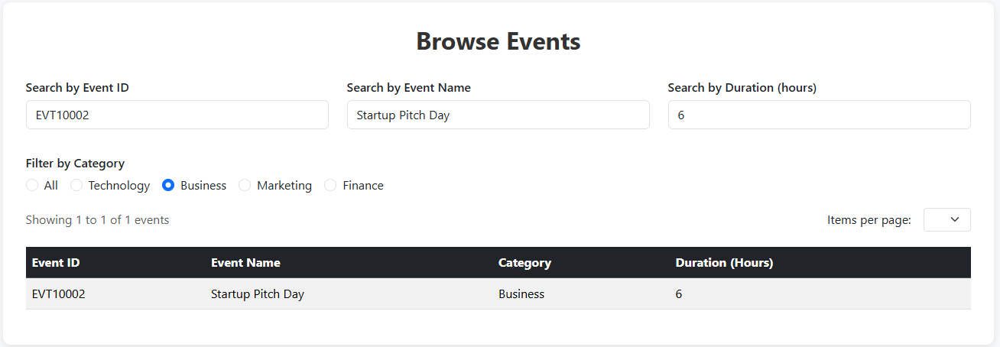 Browse Events
Search by Event ID Search by Event Name Search by Duration (hours)
EVT10002 Startup Pitch Day 6
Filter by Category
All Technology Business Marketing Finance
Showing 1 to 1 of 1 events Items per page:
Event ID Event Name Category Duration (Hours)
EVT10002 Startup Pitch Day Business 6